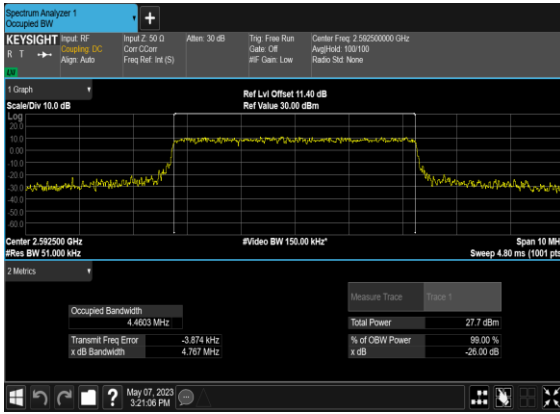 Spectrum Analyzer 1
Occupied BW
+
KEYSIGHT Input: RF Input Z: 50 Ω Atten: 30 dB Trig: Free Run Center Freq: 2.592500000 GHz
R T Coupling: DC Corr CCorr Gate: Off Avg|Hold: 100/100
Align: Auto Freq Ref: Int (S) #IF Gain: Low Radio Std: None
LNI
1 Graph
Ref Lvl Offset 11.40 dB
Scale/Div 10.0 dB Ref Value 30.00 dBm
Log
20.0
10.0
0.00
-10.0
-20.0
-30.0
-40.0
-50.0
-60.0
Center 2.592500 GHz #Video BW 150.00 kHz* Span 10 MH
#Res BW 51.000 kHz Sweep 4.80 ms (1001 pts
2 Metrics
Measure Trace Trace 1
Occupied Bandwidth
4.4603 MHz Total Power 27.7 dBm
Transmit Freq Error -3.874 kHz % of OBW Power 99.00 %
x dB Bandwidth 4.767 MHz x dB -26.00 dB
? May 07, 2023
3:21:06 PM